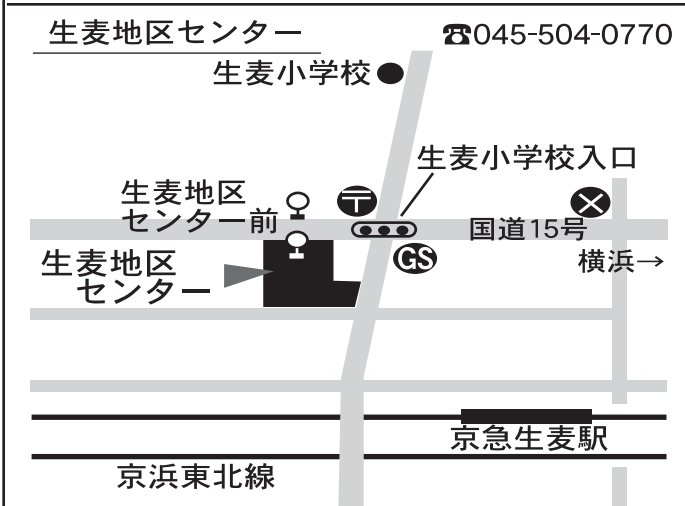 生麦地区センター
☎045-504-0770
生麦小学校
生麦小学校入口
生麦地区
センター前
〒
国道15号
GS
横浜→
生麦地区
センター
京急生麦駅
京浜東北線